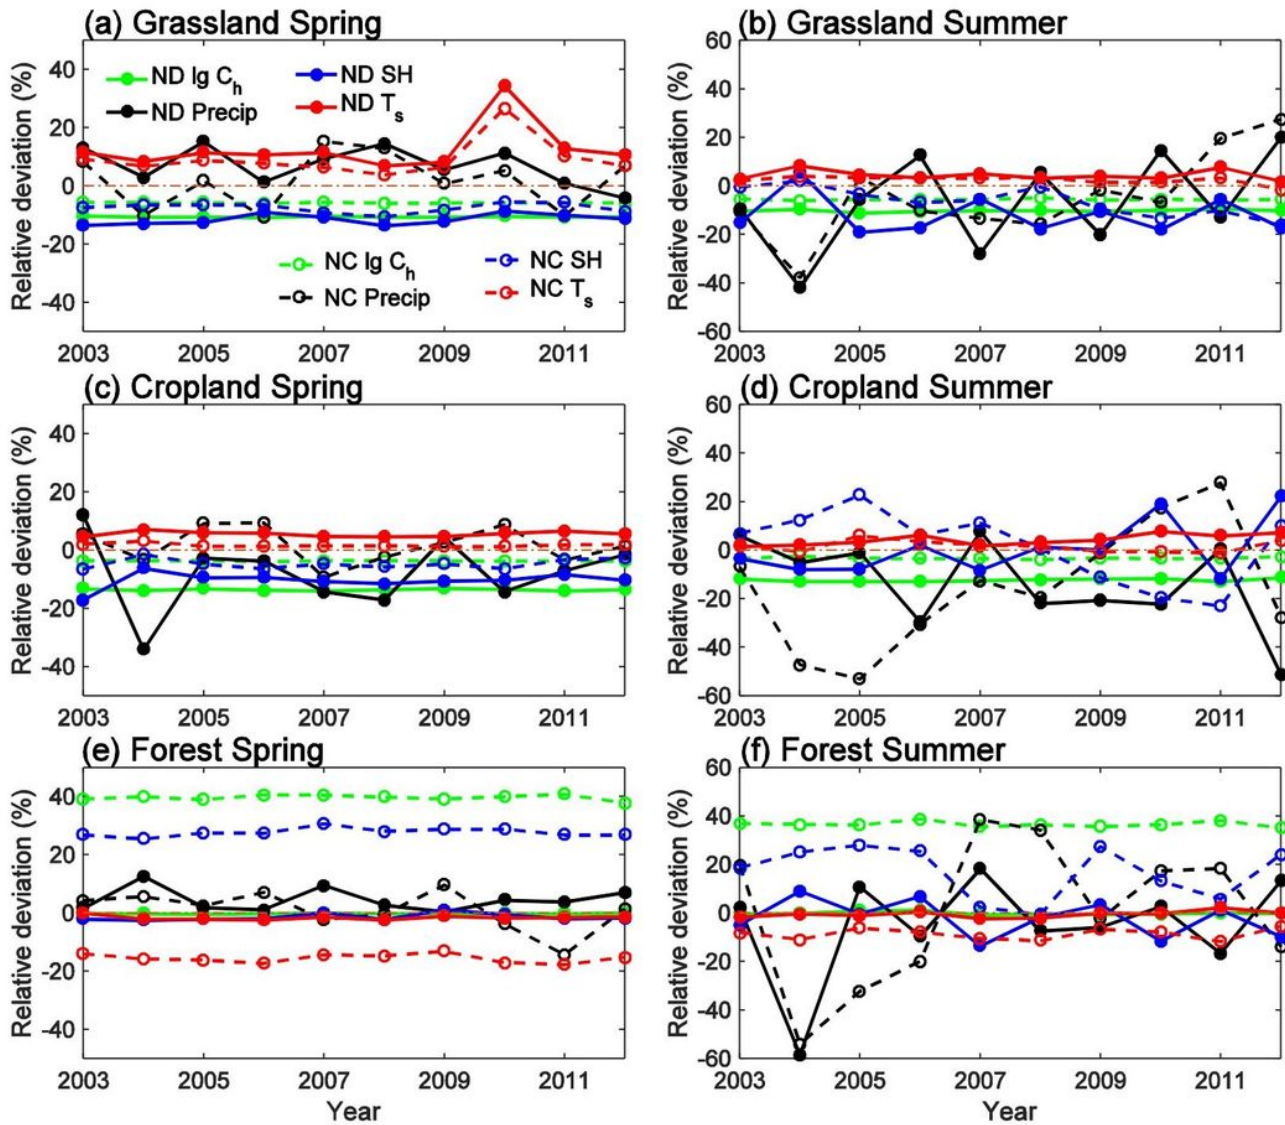 (a) Grassland Spring
(b) Grassland Summer
Relative deviation (%)
40
20
0
-20
-40
ND lg C_h
ND SH
ND Precip
ND T_s
NC lg C_h
NC SH
NC Precip
NC T_s
2003 2005 2007 2009 2011
Relative deviation (%)
60
40
20
0
-20
-40
-60
2003 2005 2007 2009 2011
(c) Cropland Spring
(d) Cropland Summer
Relative deviation (%)
40
20
0
-20
-40
2003 2005 2007 2009 2011
Relative deviation (%)
60
40
20
0
-20
-40
-60
2003 2005 2007 2009 2011
(e) Forest Spring
(f) Forest Summer
Relative deviation (%)
40
20
0
-20
-40
2003 2005 2007 2009 2011
Year
Relative deviation (%)
60
40
20
0
-20
-40
-60
2003 2005 2007 2009 2011
Year